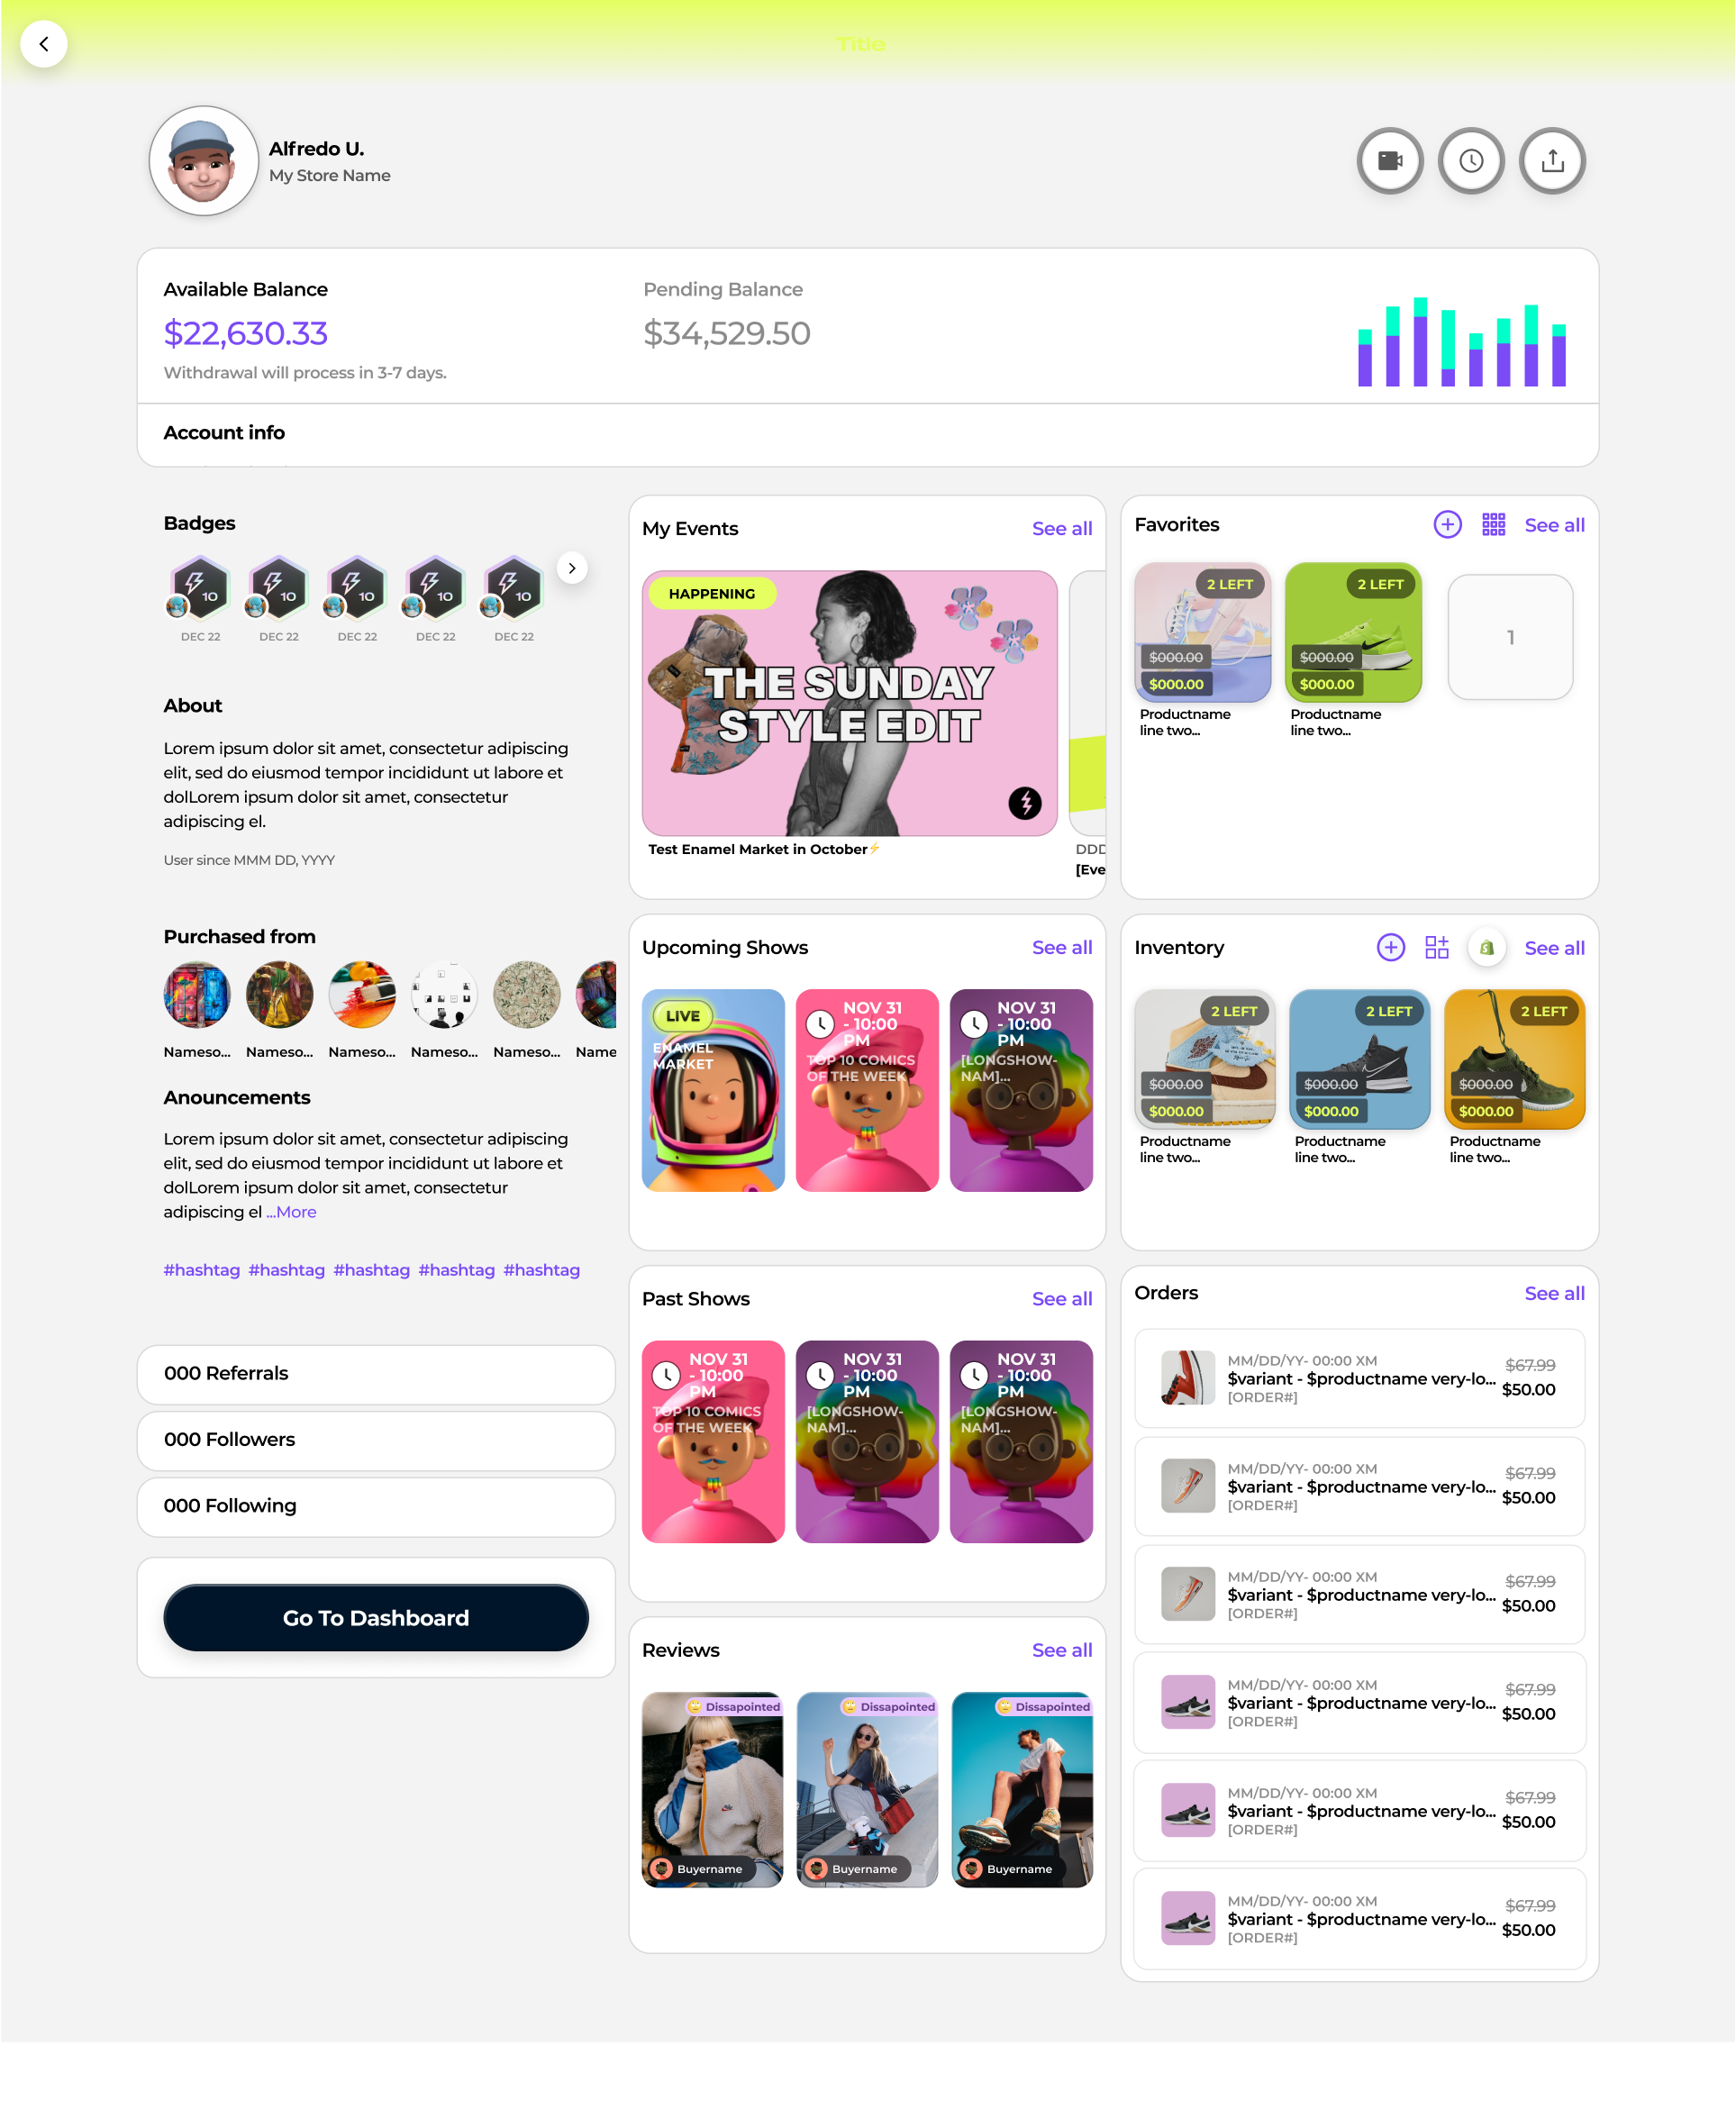 Title
Alfredo U.
My Store Name
Available Balance
$22,630.33
Withdrawal will process in 3-7 days.
Pending Balance
$34,529.50
Account info
Badges
10
10
10
10
10
DEC 22
DEC 22
DEC 22
DEC 22
DEC 22
About
Lorem ipsum dolor sit amet, consectetur adipiscing
elit, sed do eiusmod tempor incididunt ut labore et
dolLorem ipsum dolor sit amet, consectetur
adipiscing el.
User since MMM DD, YYYY
Purchased from
Nameso...
Nameso...
Nameso...
Nameso...
Nameso...
Name
Anouncements
Lorem ipsum dolor sit amet, consectetur adipiscing
elit, sed do eiusmod tempor incididunt ut labore et
dolLorem ipsum dolor sit amet, consectetur
adipiscing el ...More
#hashtag #hashtag #hashtag #hashtag #hashtag
000 Referrals
000 Followers
000 Following
Go To Dashboard
My Events
See all
HAPPENING
THE SUNDAY
STYLE EDIT
Test Enamel Market in October⚡
DDD
[Eve
Upcoming Shows
See all
LIVE
ENAMEL
MARKET
NOV 31
- 10:00
PM
TOP 10 COMICS
OF THE WEEK
NOV 31
- 10:00
PM
[LONGSHOW-
NAM]...
Past Shows
See all
NOV 31
- 10:00
PM
TOP 10 COMICS
OF THE WEEK
NOV 31
- 10:00
PM
[LONGSHOW-
NAM]...
NOV 31
- 10:00
PM
[LONGSHOW-
NAM]...
Reviews
See all
Dissapointed
Buyername
Dissapointed
Buyername
Dissapointed
Buyername
Favorites
See all
2 LEFT
$000.00
$000.00
Productname
line two...
2 LEFT
$000.00
$000.00
Productname
line two...
1
Inventory
See all
2 LEFT
$000.00
$000.00
Productname
line two...
2 LEFT
$000.00
$000.00
Productname
line two...
2 LEFT
$000.00
$000.00
Productname
line two...
Orders
See all
MM/DD/YY- 00:00 XM
$variant - $productname very-lo...
[ORDER#]
$67.99
$50.00
MM/DD/YY- 00:00 XM
$variant - $productname very-lo...
[ORDER#]
$67.99
$50.00
MM/DD/YY- 00:00 XM
$variant - $productname very-lo...
[ORDER#]
$67.99
$50.00
MM/DD/YY- 00:00 XM
$variant - $productname very-lo...
[ORDER#]
$67.99
$50.00
MM/DD/YY- 00:00 XM
$variant - $productname very-lo...
[ORDER#]
$67.99
$50.00
MM/DD/YY- 00:00 XM
$variant - $productname very-lo...
[ORDER#]
$67.99
$50.00